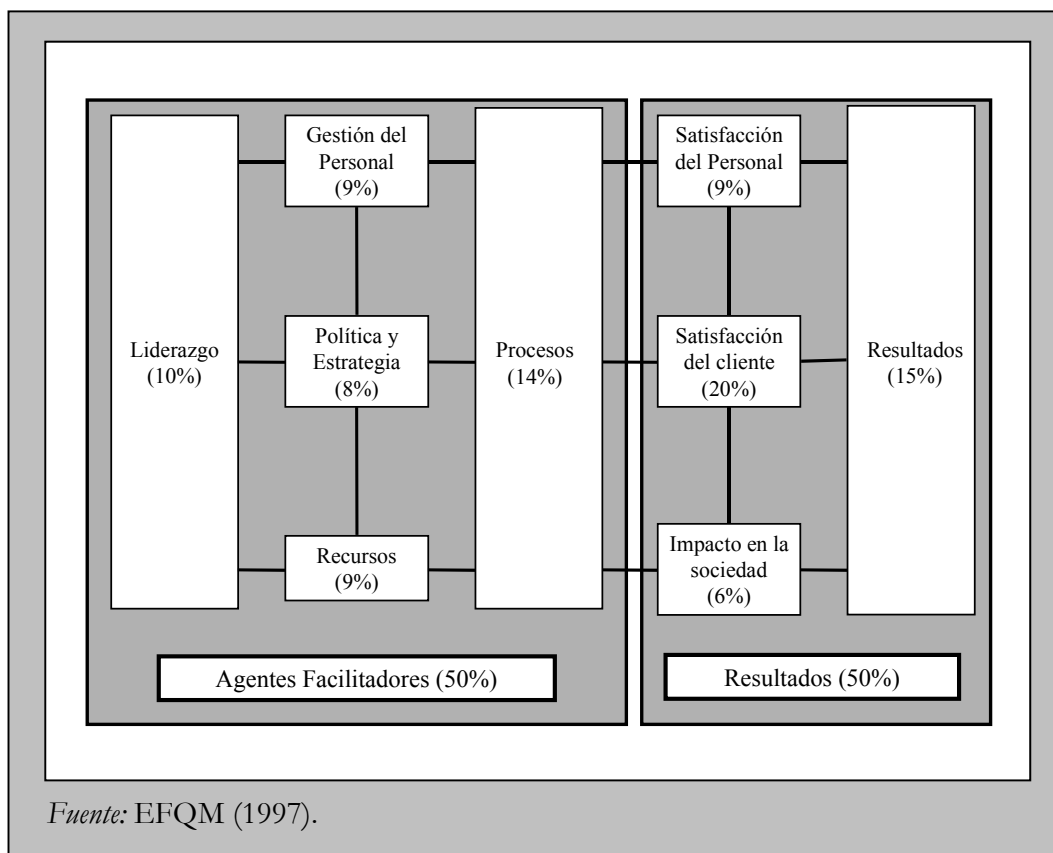 Gestión del
Personal
(9%)
Satisfacción
del Personal
(9%)
Liderazgo
(10%)
Política y
Estrategia
(8%)
Procesos
(14%)
Satisfacción
del cliente
(20%)
Resultados
(15%)
Recursos
(9%)
Impacto en la
sociedad
(6%)
Agentes Facilitadores (50%)
Resultados (50%)
Fuente: EFQM (1997).